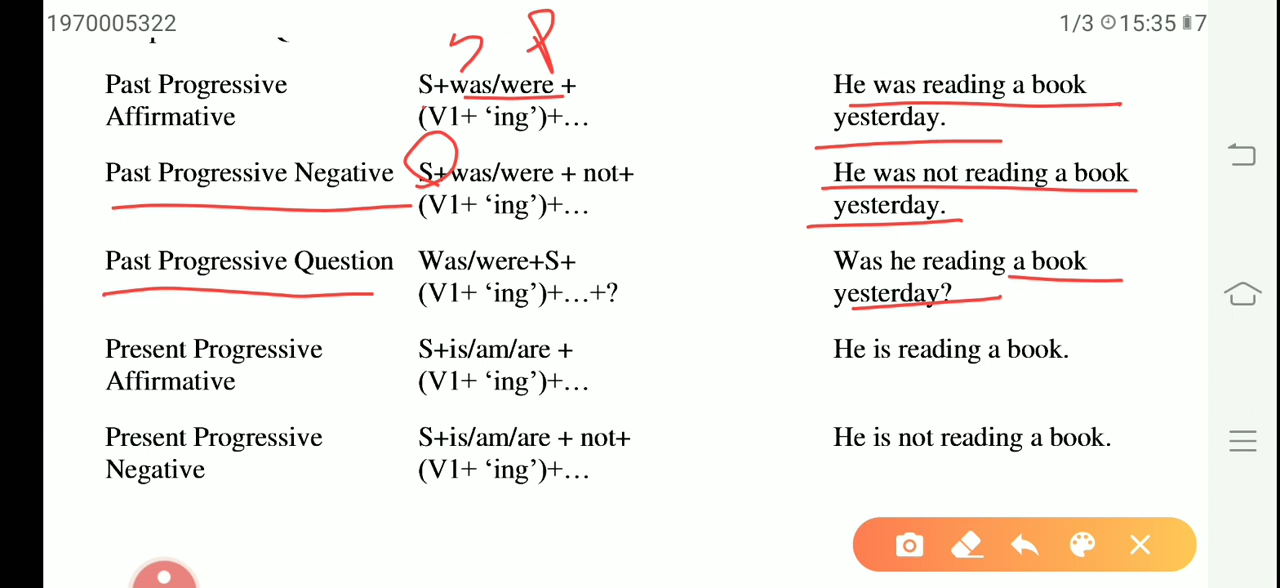 1970005322
1/3 15:35 7
S P
Past Progressive S+was/were + He was reading a book
Affirmative (V1+ ‘ing’)+… yesterday.
Past Progressive Negative S+was/were + not+ He was not reading a book
(V1+ ‘ing’)+… yesterday.
Past Progressive Question Was/were+S+ Was he reading a book
(V1+ ‘ing’)+…+? yesterday?
Present Progressive S+is/am/are + He is reading a book.
Affirmative (V1+ ‘ing’)+…
Present Progressive S+is/am/are + not+ He is not reading a book.
Negative (V1+ ‘ing’)+…